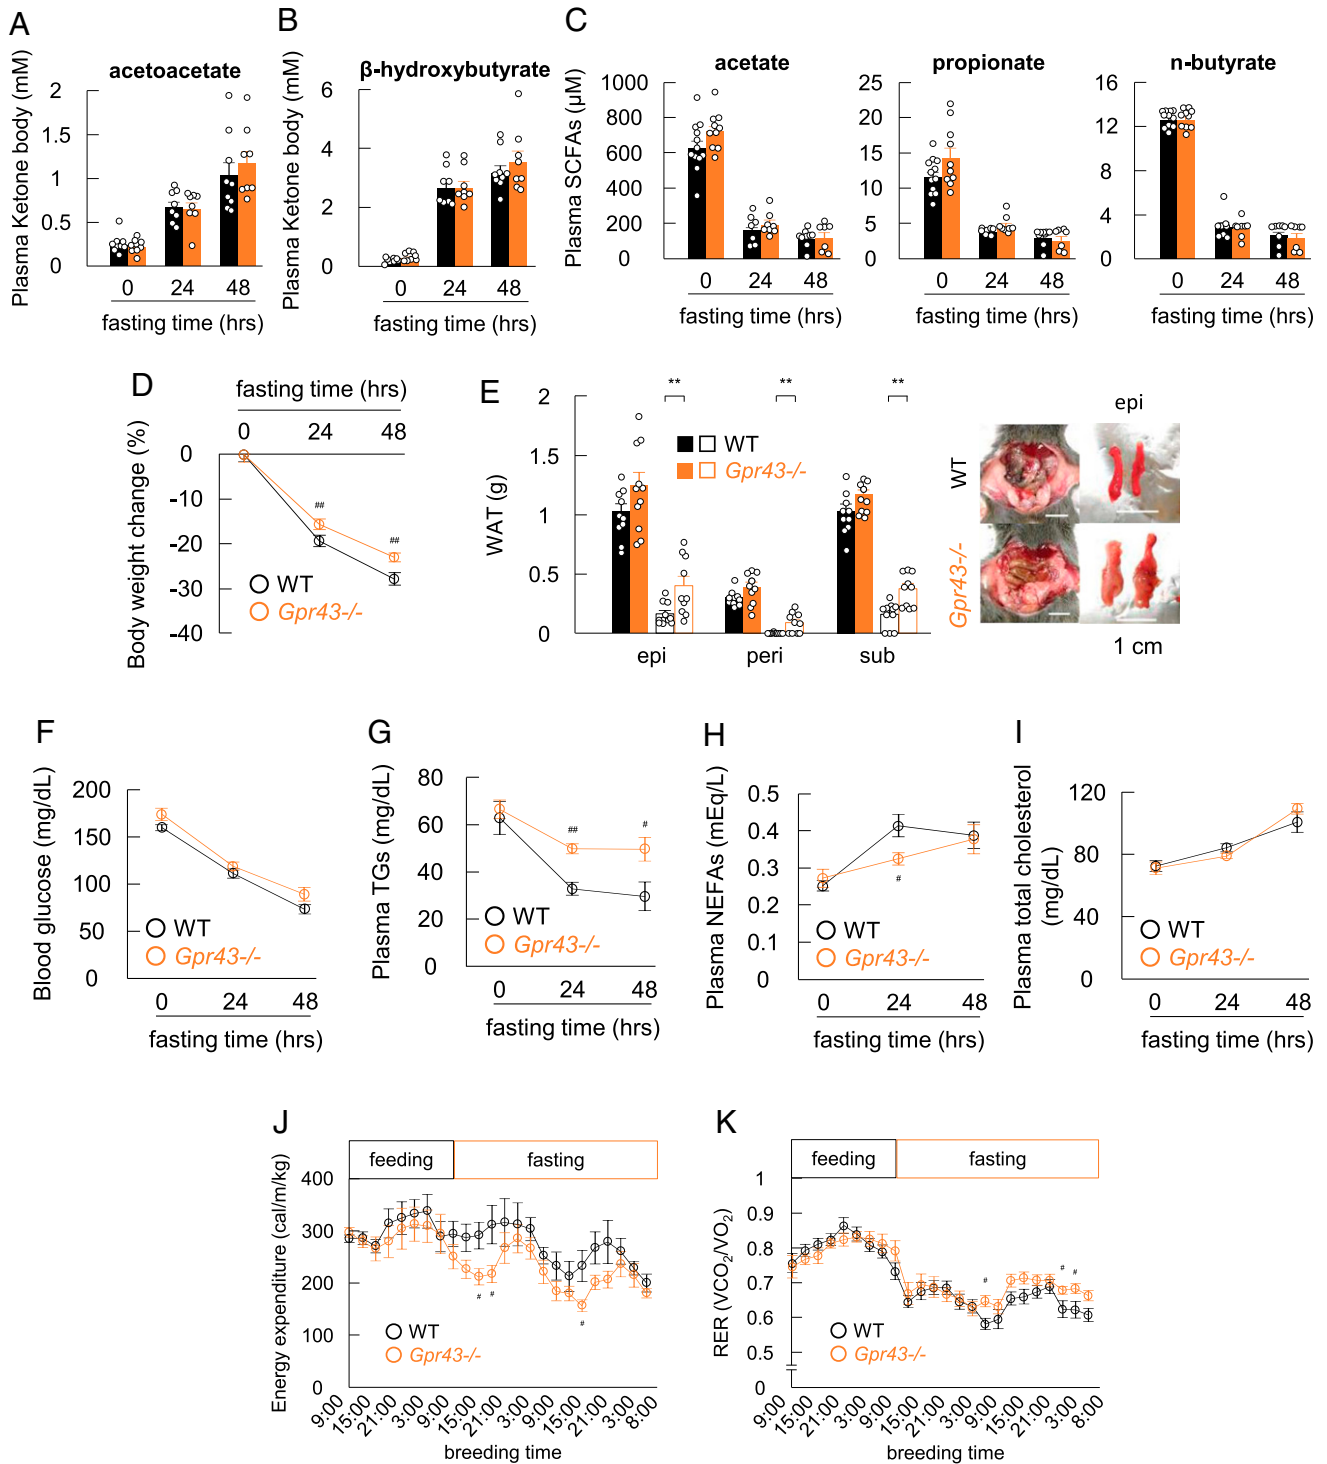 A
acetoacetate
Plasma Ketone body (mM)
2
1.5
1
0.5
0
0 24 48
fasting time (hrs)
B
β-hydroxybutyrate
Plasma Ketone body (mM)
6
4
2
0
0 24 48
fasting time (hrs)
C
Plasma SCFAs (μM)
acetate
1000
800
600
400
200
0
0 24 48
fasting time (hrs)
propionate
25
20
15
10
5
0
0 24 48
fasting time (hrs)
n-butyrate
16
12
9
6
3
0
0 24 48
fasting time (hrs)
D
fasting time (hrs)
0 24 48
Body weight change (%)
0
-10
-20
-30
-40
##
##
WT
Gpr43-/-
E
WAT (g)
2
1.5
1
0.5
0
** ** **
WT
Gpr43-/-
epi peri sub
epi
WT
Gpr43-/-
1 cm
F
Blood glucose (mg/dL)
200
150
100
50
0
WT
Gpr43-/-
0 24 48
fasting time (hrs)
G
Plasma TGs (mg/dL)
80
60
40
20
0
## #
WT
Gpr43-/-
0 24 48
fasting time (hrs)
H
Plasma NEFAs (mEq/L)
0.5
0.4
0.3
0.2
0.1
0
#
WT
Gpr43-/-
0 24 48
fasting time (hrs)
I
Plasma total cholesterol
(mg/dL)
120
80
40
0
WT
Gpr43-/-
0 24 48
fasting time (hrs)
J
feeding fasting
Energy expenditure (cal/m/kg)
400
300
200
100
0
# # #
WT
Gpr43-/-
9:00 15:00 21:00 3:00 9:00 15:00 21:00 3:00 9:00 15:00 21:00 3:00 8:00
breeding time
K
feeding fasting
RER (VCO2/VO2)
1
0.9
0.8
0.7
0.6
0.5
0
# # #
WT
Gpr43-/-
9:00 15:00 21:00 3:00 9:00 15:00 21:00 3:00 9:00 15:00 21:00 3:00 8:00
breeding time